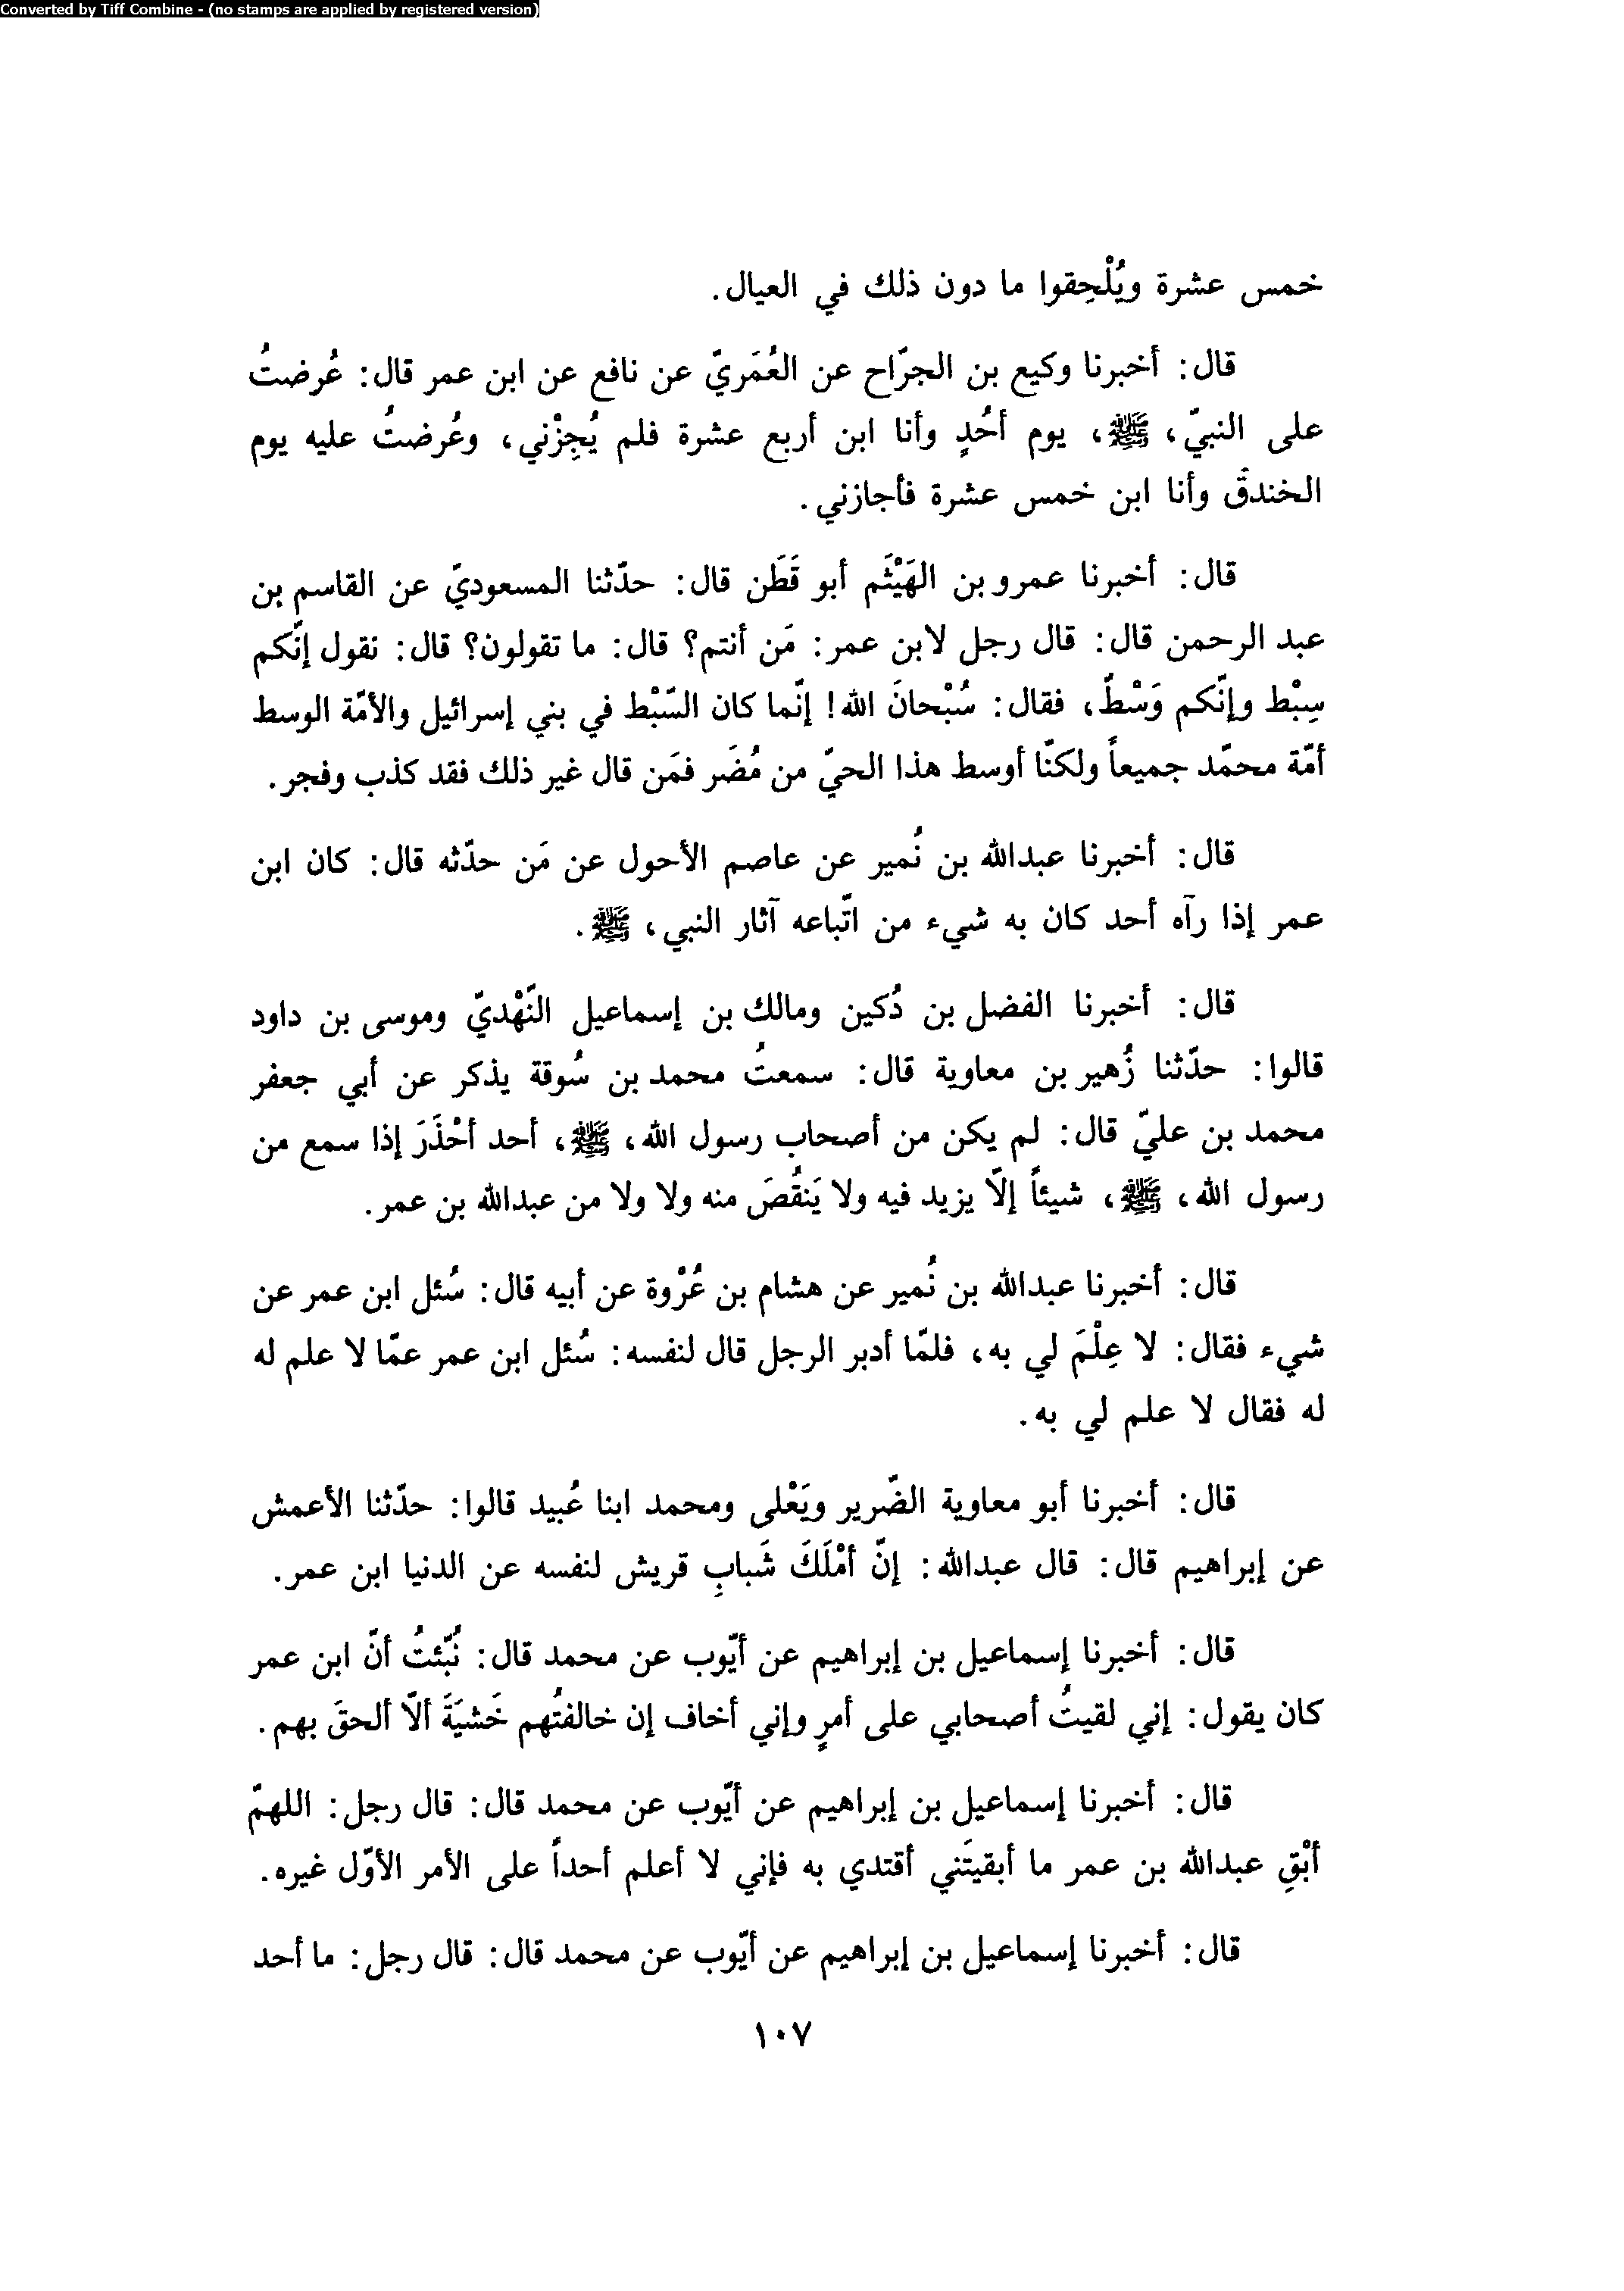 Converted by Tiff Combine - (no stamps are applied by registered version)
خمس عشرة ويُلْحِقوا ما دون ذلك في العيال.
قال: أخبرنا وكيع بن الجرّاح عن العُمَريّ عن نافع عن ابن عمر قال: عُرضتُ
على النبيّ، ﷺ، يوم أُحُدٍ وأنا ابن أربع عشرة فلم يُجِزْني، وعُرضتُ عليه يوم
الخندق وأنا ابن خمس عشرة فأجازني.
قال: أخبرنا عمرو بن الهَيْثَم أبو قَطَن قال: حدّثنا المسعوديّ عن القاسم بن
عبد الرحمن قال: قال رجل لابن عمر: مَن أنتم؟ قال: ما تقولون؟ قال: نقول إنّكم
سِبْط وإنّكم وَسْطٌ، فقال: سُبْحانَ الله! إنّما كان السّبْط في بني إسرائيل والأمّة الوسط
أمّة محمّد جميعاً ولكنّا أوسط هذا الحيّ من مُضَر فمَن قال غير ذلك فقد كذب وفجر.
قال: أخبرنا عبدالله بن نُمير عن عاصم الأحول عن مَن حدّثه قال: كان ابن
عمر إذا رآه أحد كان به شيء من اتّباعه آثار النبي، ﷺ.
قال: أخبرنا الفضل بن دُكين ومالك بن إسماعيل النّهْديّ وموسى بن داود
قالوا: حدّثنا زُهير بن معاوية قال: سمعتُ محمد بن سُوقة يذكر عن أبي جعفر
محمد بن عليّ قال: لم يكن من أصحاب رسول الله، ﷺ، أحد أحْذَرَ إذا سمع من
رسول الله، ﷺ، شيئاً إلّا يزيد فيه ولا يَنقُصَ منه ولا ولا من عبدالله بن عمر.
قال: أخبرنا عبدالله بن نُمير عن هشام بن عُرْوة عن أبيه قال: سُئل ابن عمر عن
شيء فقال: لا عِلْمَ لي به، فلمّا أدبر الرجل قال لنفسه: سُئل ابن عمر عمّا لا علم له
له فقال لا علم لي به.
قال: أخبرنا أبو معاوية الضّرير ويَعْلى ومحمد ابنا عُبيد قالوا: حدّثنا الأعمش
عن إبراهيم قال: قال عبدالله: إنّ أمْلَكَ شَبابِ قريش لنفسه عن الدنيا ابن عمر.
قال: أخبرنا إسماعيل بن إبراهيم عن أيّوب عن محمد قال: نُبّئتُ أنّ ابن عمر
كان يقول: إني لقيتُ أصحابي على أمرٍ وإني أخاف إن خالفتُهم خَشيَةَ ألّا ألحقَ بهم.
قال: أخبرنا إسماعيل بن إبراهيم عن أيّوب عن محمد قال: قال رجل: اللهمّ
أبْقِ عبدالله بن عمر ما أبقيتَني أقتدي به فإني لا أعلم أحداً على الأمر الأوّل غيره.
قال: أخبرنا إسماعيل بن إبراهيم عن أيّوب عن محمد قال: قال رجل: ما أحد
١٠٧